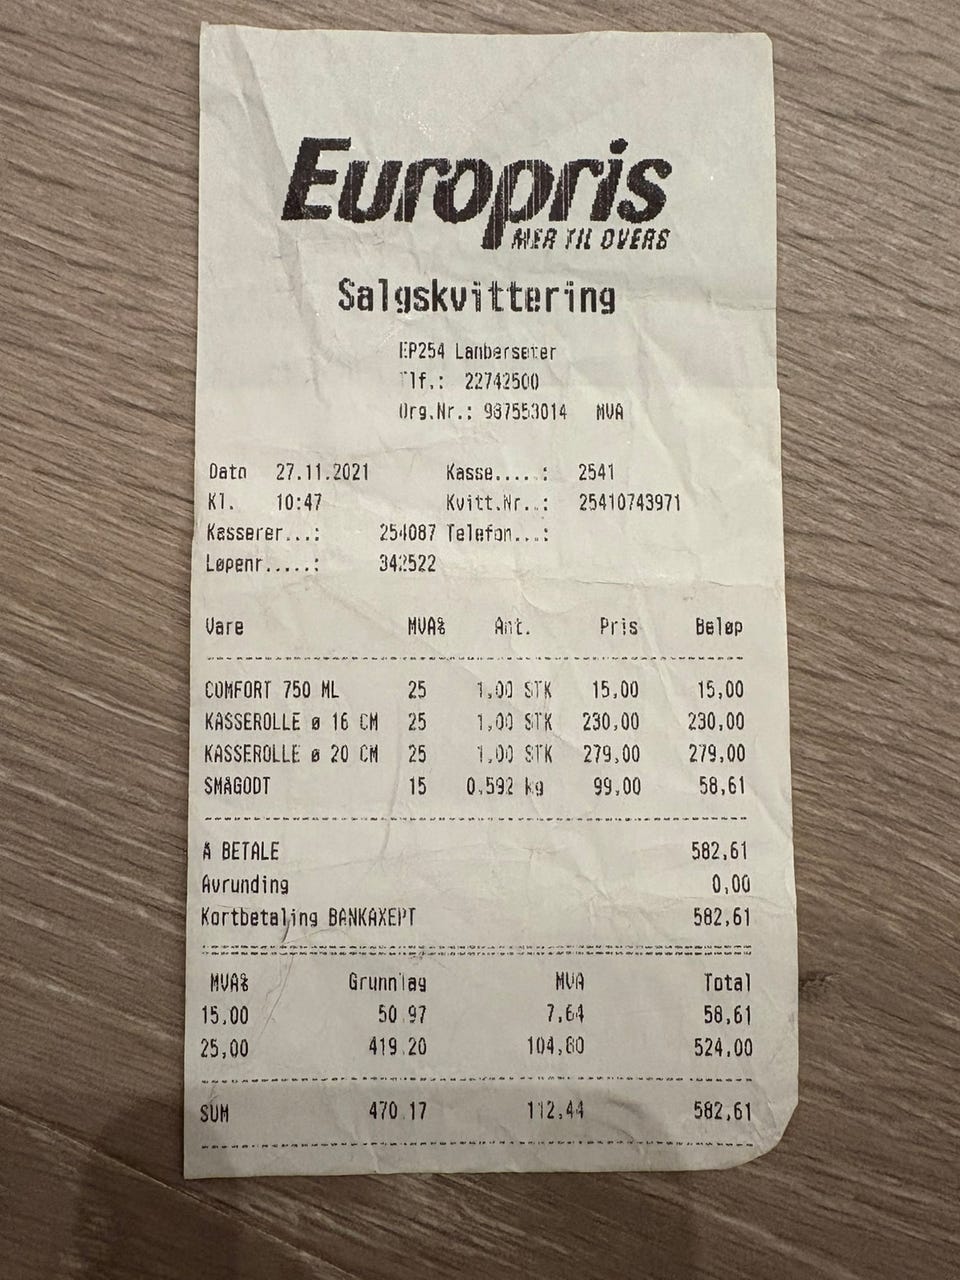 Europris
MER TIL OVERS
Salgskvittering
EP254 Lambertseter
Tlf.: 22742500
Org.Nr.: 987553014 MVA
Dato 27.11.2021 Kasse.....: 2541
Kl. 10:47 Kvitt.Nr..: 25410743971
Kasserer...: 254087 Telefon...:
Løpenr.....: 342522
Vare MVA% Ant. Pris Beløp
COMFORT 750 ML 25 1,00 STK 15,00 15,00
KASSEROLLE ø 16 CM 25 1,00 STK 230,00 230,00
KASSEROLLE ø 20 CM 25 1,00 STK 279,00 279,00
SMÅGODT 15 0,592 kg 99,00 58,61
Å BETALE 582,61
Avrunding 0,00
Kortbetaling BANKAXEPT 582,61
MVA% Grunnlag MVA Total
15,00 50.97 7,64 58,61
25,00 419.20 104,80 524,00
SUM 470.17 112,44 582,61